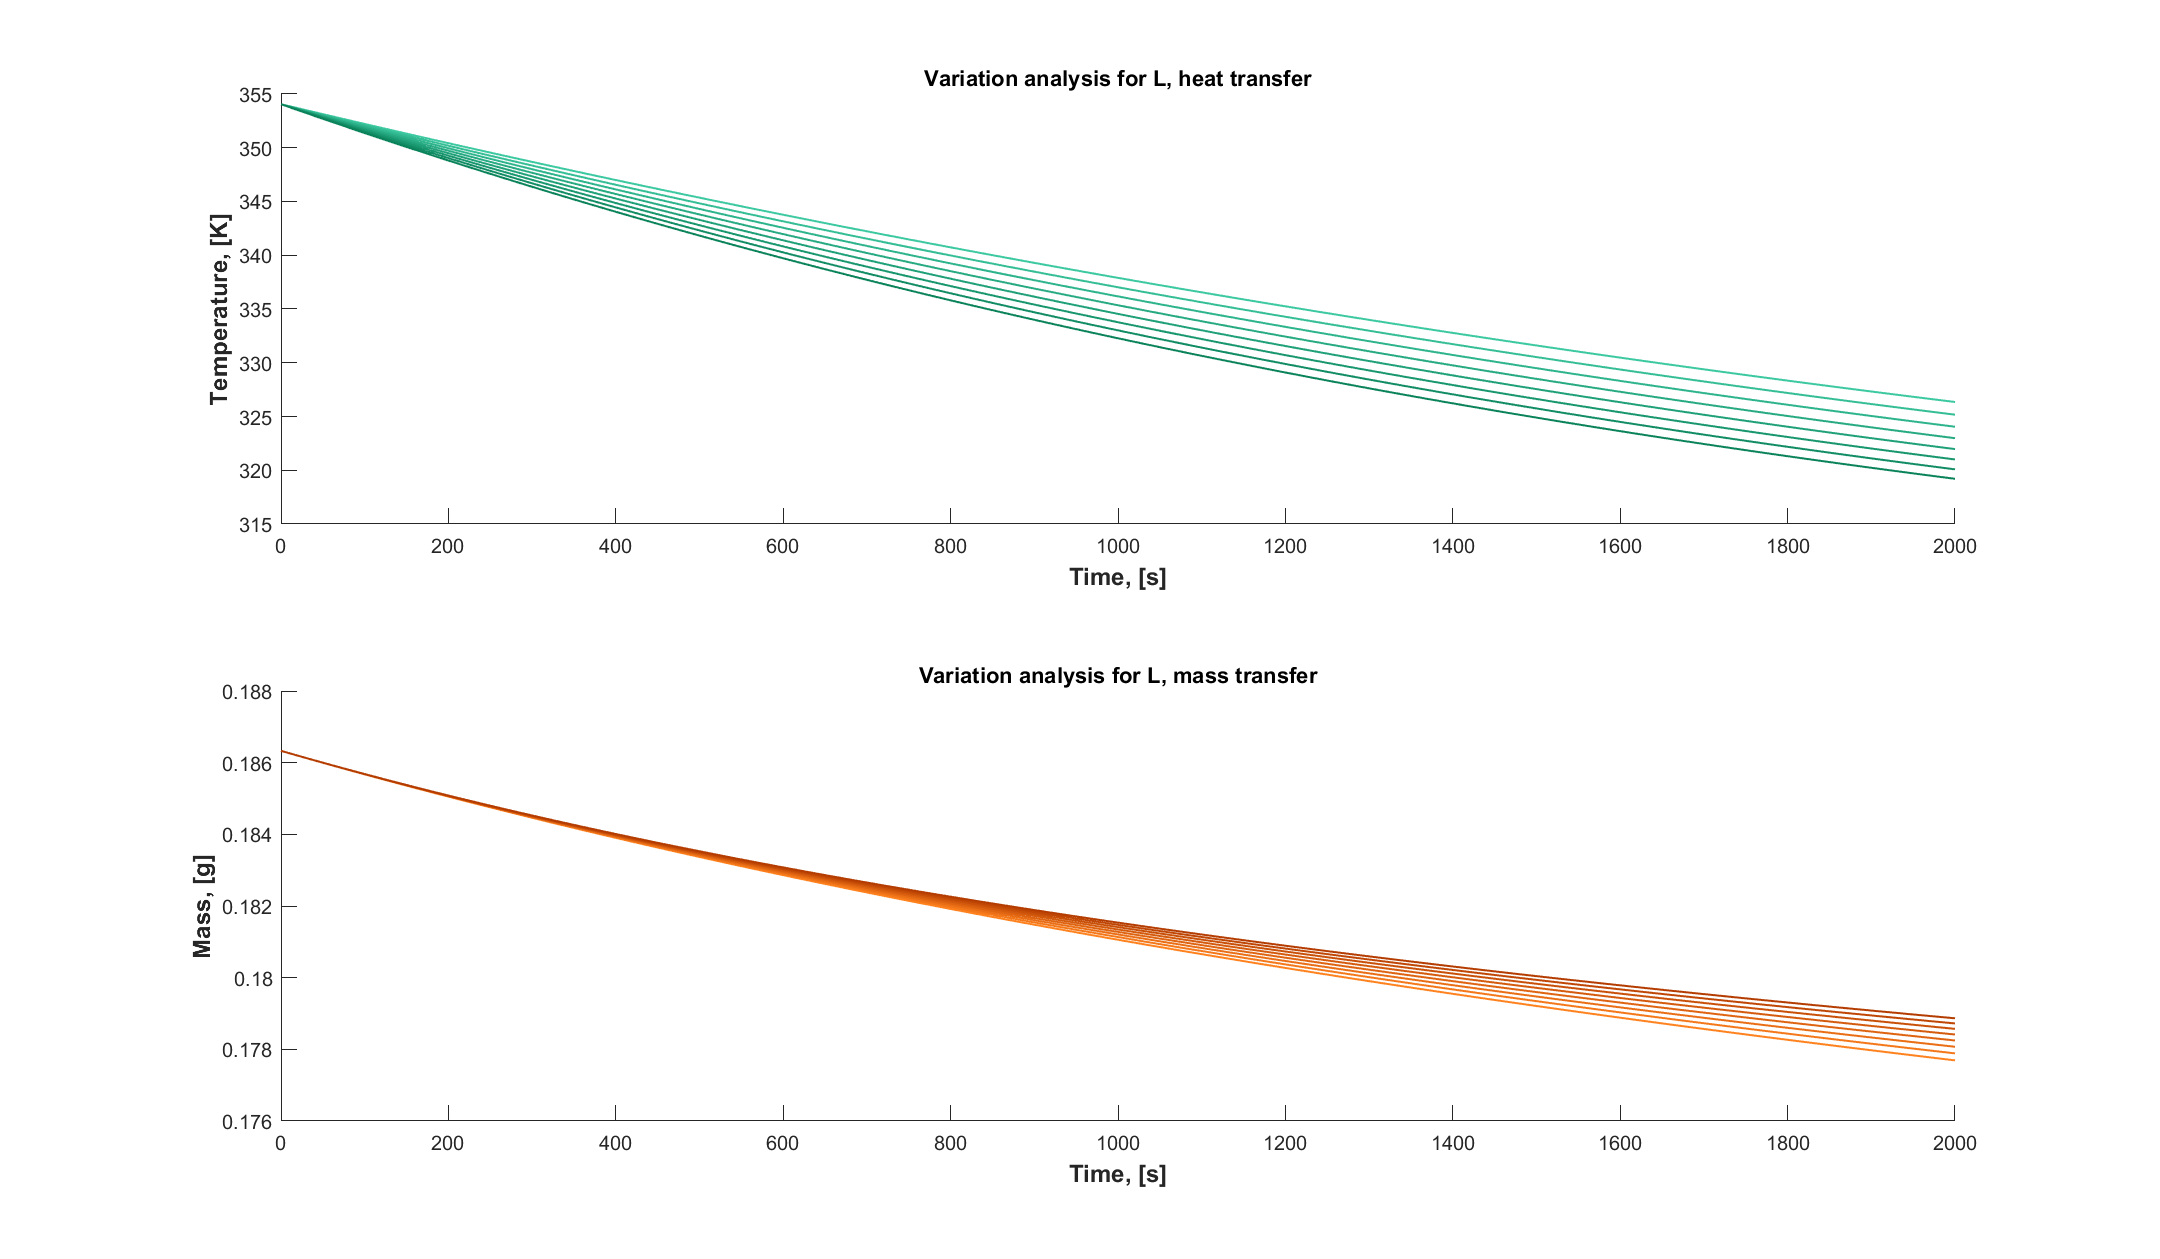 Variation analysis for L, heat transfer
355
350
345
340
335
330
325
320
315
Temperature, [K]
0 200 400 600 800 1000 1200 1400 1600 1800 2000
Time, [s]
Variation analysis for L, mass transfer
0.188
0.186
0.184
0.182
0.18
0.178
0.176
Mass, [g]
0 200 400 600 800 1000 1200 1400 1600 1800 2000
Time, [s]